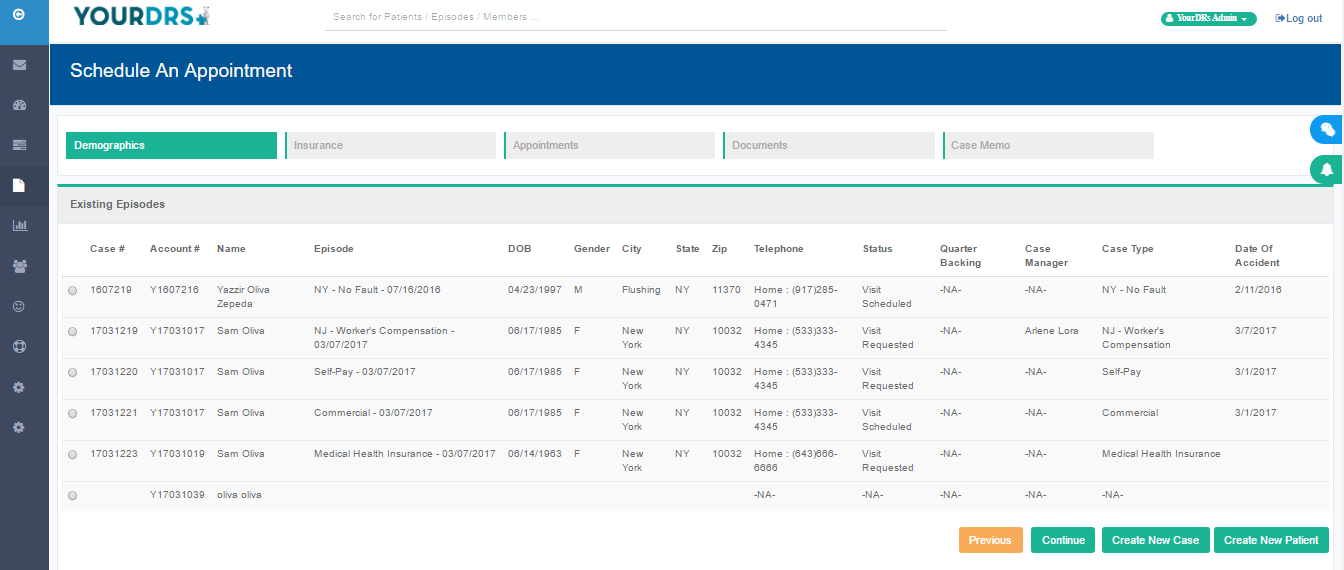 YOURDRS
Search for Patients / Episodes / Members....
YourDRs Admin
Log out
Schedule An Appointment
Demographics
Insurance
Appointments
Documents
Case Memo
Existing Episodes
Case # Account # Name Episode DOB Gender City State Zip Telephone Status Quarter Case Case Type Date Of
Backing Manager Accident
1607219 Y1607216 Yazzir Oliva NY - No Fault - 07/16/2016 04/23/1997 M Flushing NY 11370 Home : (917)285- Visit -NA- -NA- NY - No Fault 2/11/2016
Zepeda 0471 Scheduled
17031219 Y17031017 Sam Oliva NJ - Worker's Compensation - 06/17/1985 F New NY 10032 Home : (533)333- Visit -NA- Arlene Lora NJ - Worker's 3/7/2017
03/07/2017 York 4345 Requested Compensation
17031220 Y17031017 Sam Oliva Self-Pay - 03/07/2017 06/17/1985 F New NY 10032 Home : (533)333- Visit -NA- -NA- Self-Pay 3/1/2017
York 4345 Requested
17031221 Y17031017 Sam Oliva Commercial - 03/07/2017 06/17/1985 F New NY 10032 Home : (533)333- Visit -NA- -NA- Commercial 3/1/2017
York 4345 Scheduled
17031223 Y17031019 Sam Oliva Medical Health Insurance - 03/07/2017 06/14/1963 F New NY 10032 Home : (643)666- Visit -NA- -NA- Medical Health Insurance
York 6666 Requested
Y17031039 oliva oliva -NA- -NA- -NA- -NA- -NA-
Previous
Continue
Create New Case
Create New Patient